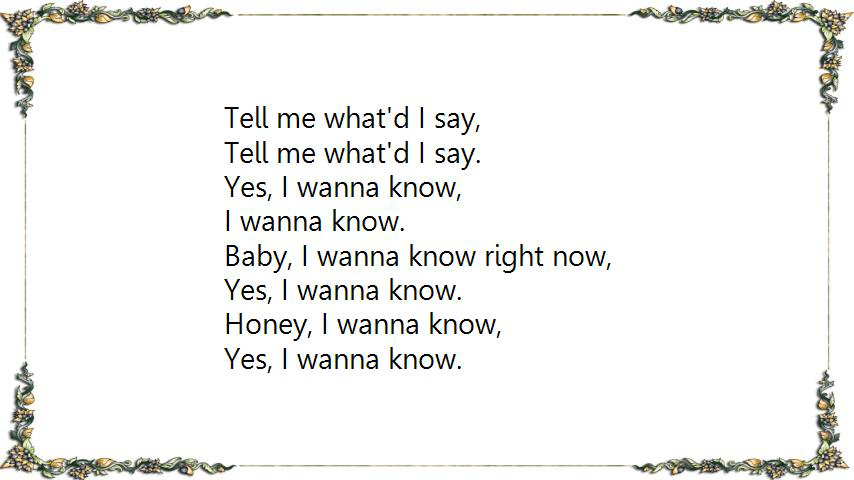 Tell me what'd I say,
Tell me what'd I say.
Yes, I wanna know,
I wanna know.
Baby, I wanna know right now,
Yes, I wanna know.
Honey, I wanna know,
Yes, I wanna know.